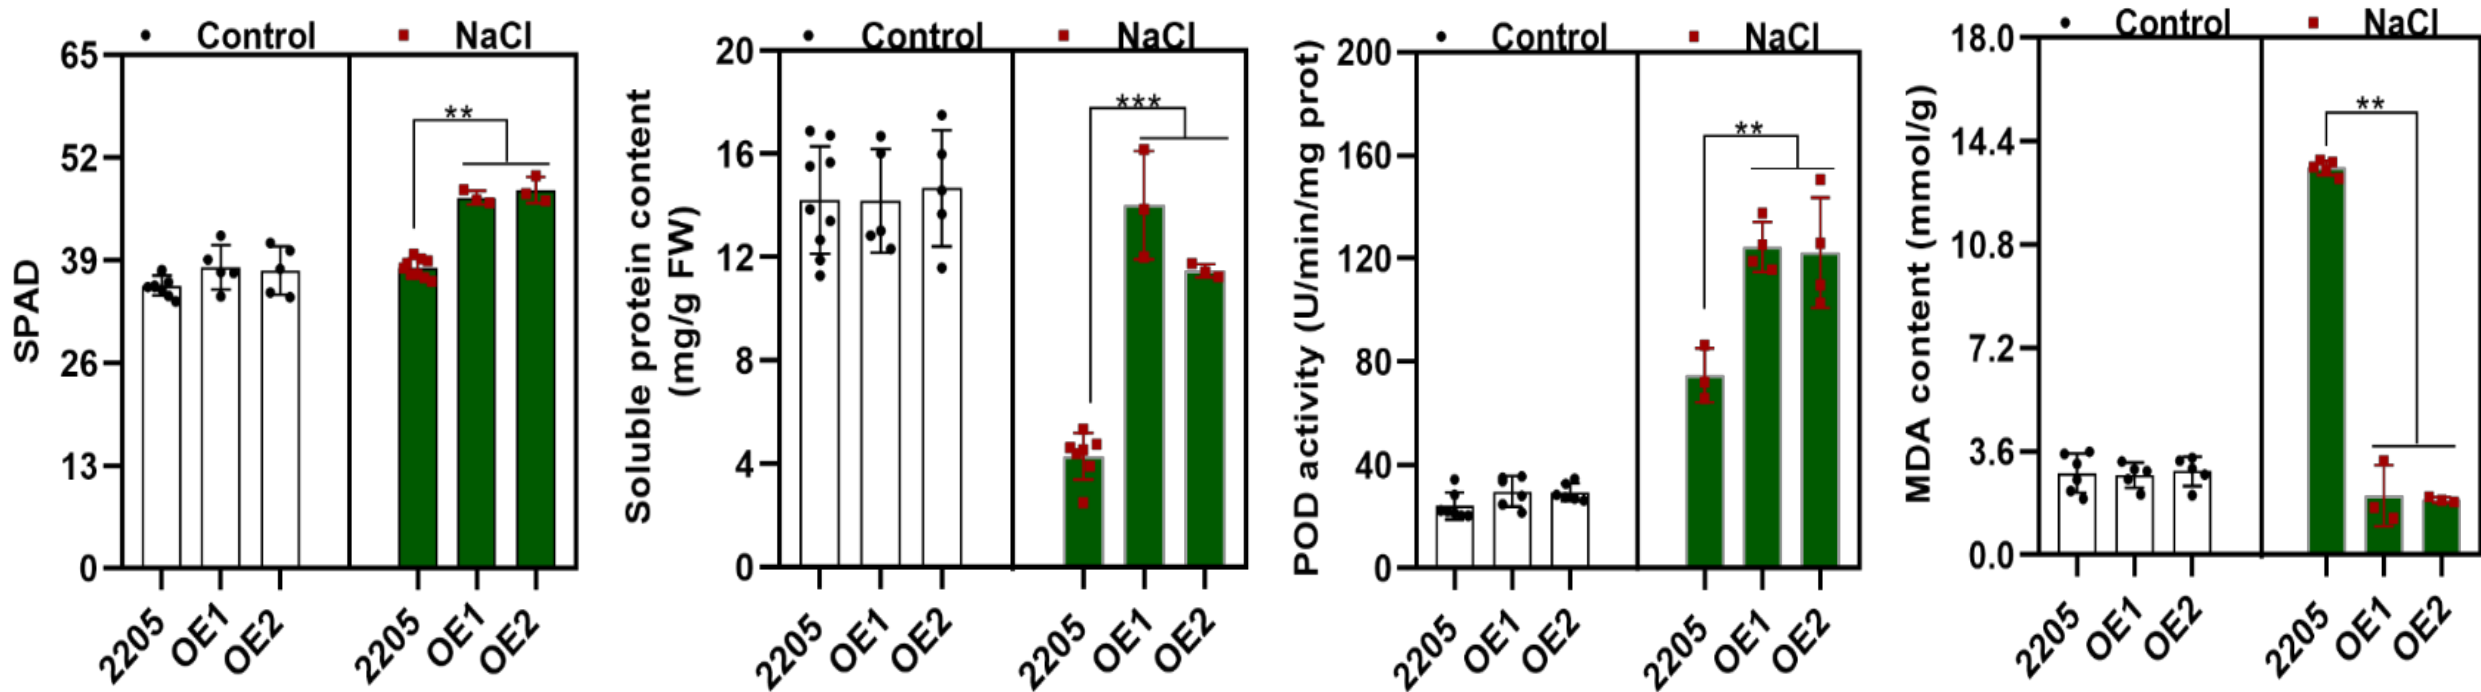 Control NaCl
65
52
39
26
13
0
SPAD
**
2205 OE1 OE2 2205 OE1 OE2
Control NaCl
20
16
12
8
4
0
Soluble protein content
(mg/g FW)
***
2205 OE1 OE2 2205 OE1 OE2
Control NaCl
200
160
120
80
40
0
POD activity (U/min/mg prot)
**
2205 OE1 OE2 2205 OE1 OE2
Control NaCl
18.0
14.4
10.8
7.2
3.6
0.0
MDA content (mmol/g)
**
2205 OE1 OE2 2205 OE1 OE2